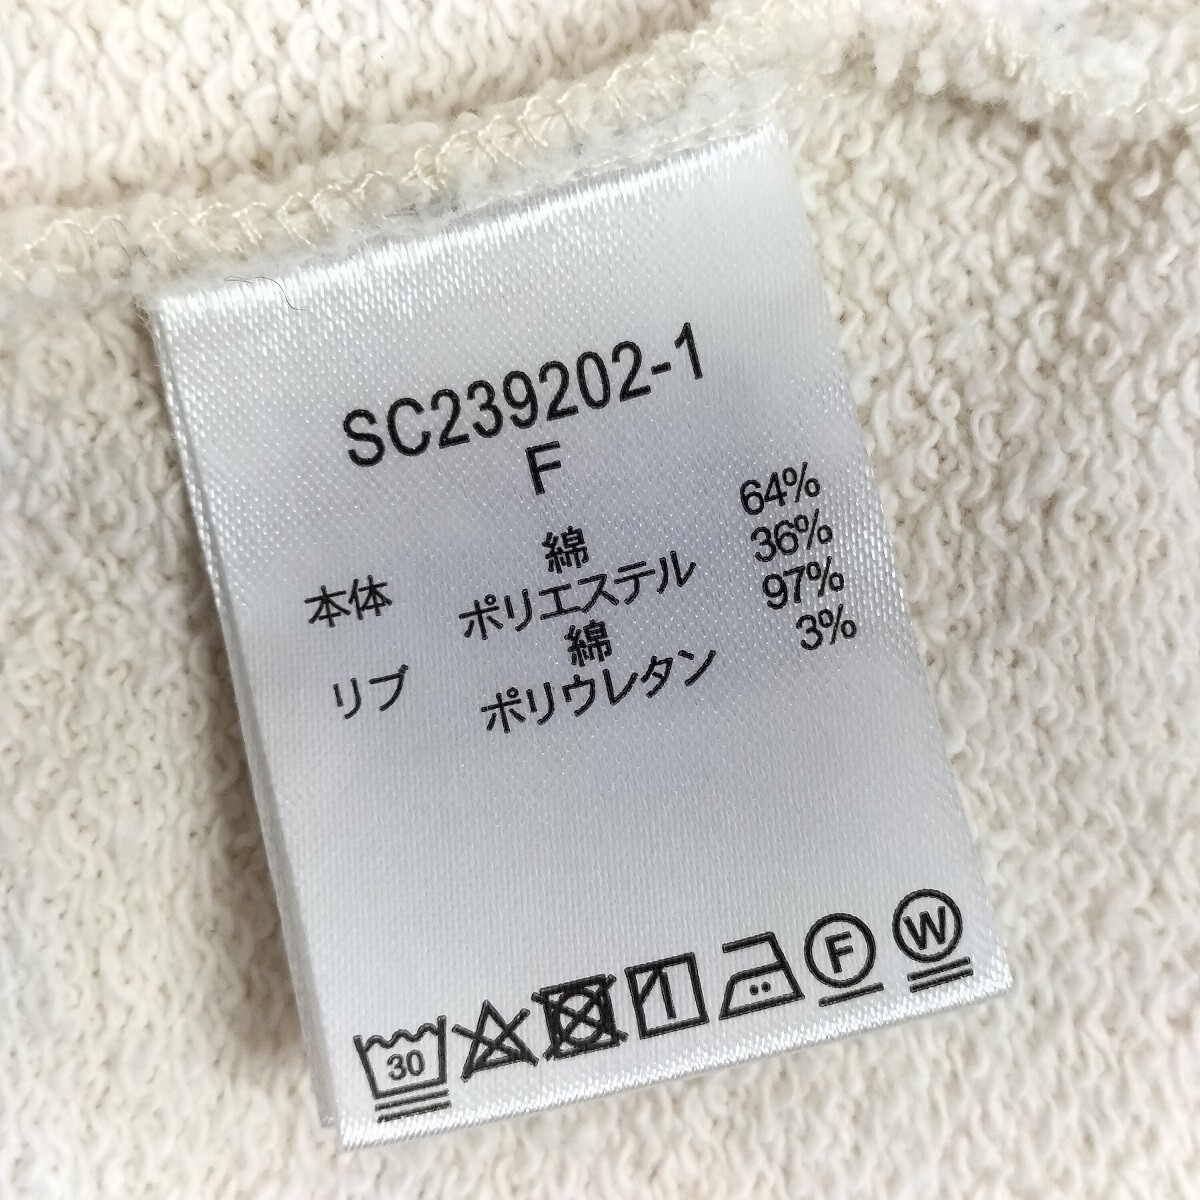 SC239202-1
F
本体 綿 64%
ポリエステル 36%
リブ 綿 97%
ポリウレタン 3%
30 F W